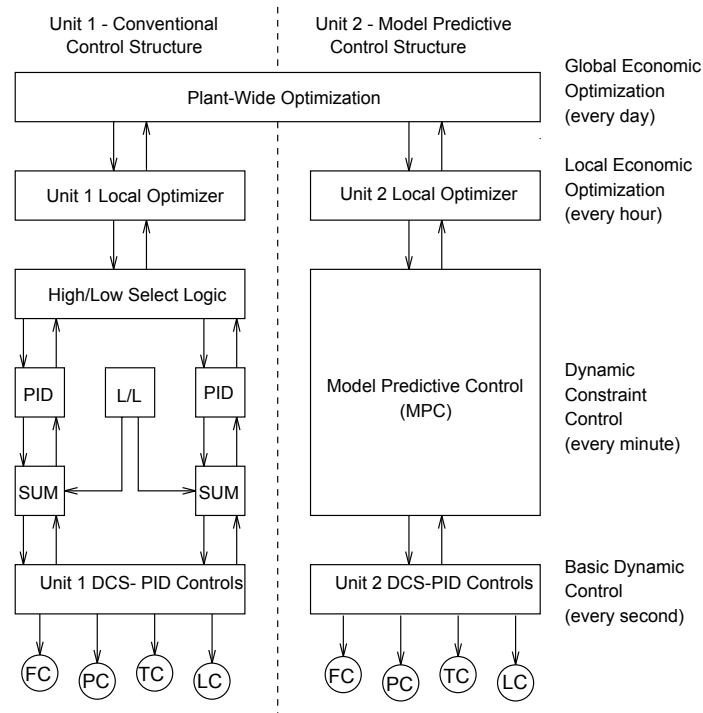 Unit 1 - Conventional
Control Structure
Unit 2 - Model Predictive
Control Structure
Plant-Wide Optimization
Global Economic
Optimization
(every day)
Unit 1 Local Optimizer
Unit 2 Local Optimizer
Local Economic
Optimization
(every hour)
High/Low Select Logic
PID
L/L
PID
SUM
SUM
Model Predictive Control
(MPC)
Dynamic
Constraint
Control
(every minute)
Unit 1 DCS- PID Controls
Unit 2 DCS-PID Controls
Basic Dynamic
Control
(every second)
FC
PC
TC
LC
FC
PC
TC
LC